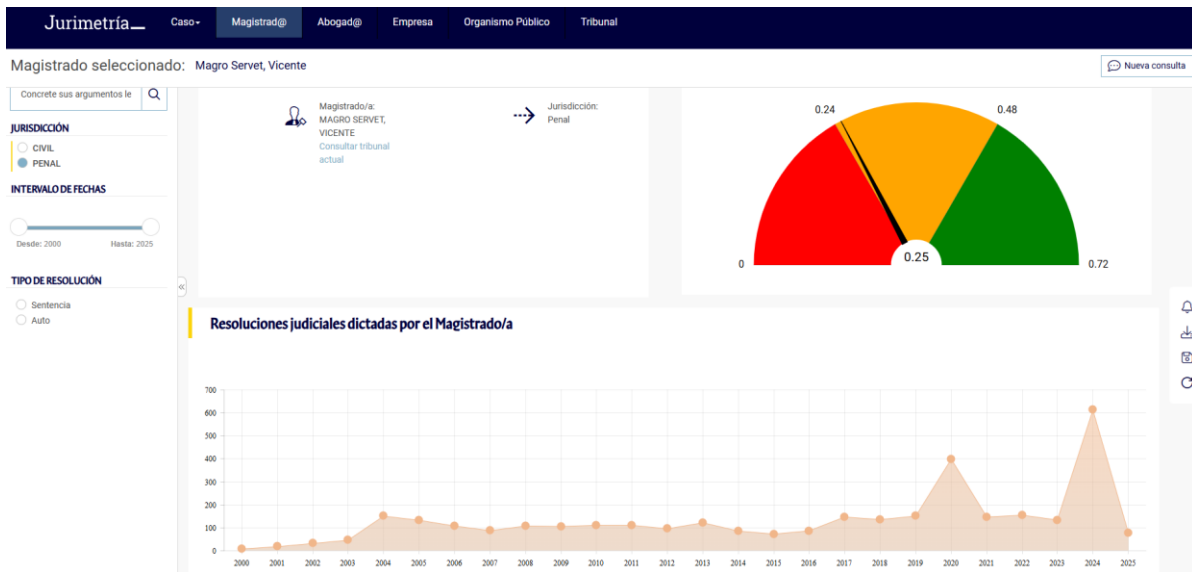 Jurimetría_
Caso
Magistrad@
Abogad@
Empresa
Organismo Público
Tribunal
Magistrado seleccionado: Magro Servet, Vicente
Nueva consulta
Concrete sus argumentos le
JURISDICCIÓN
CIVIL
PENAL
INTERVALO DE FECHAS
Desde: 2000
Hasta: 2025
TIPO DE RESOLUCIÓN
Sentencia
Auto
Magistrado/a:
MAGRO SERVET,
VICENTE
Consultar tribunal
actual
Jurisdicción:
Penal
0.24
0.48
0
0.25
0.72
Resoluciones judiciales dictadas por el Magistrado/a
700
600
500
400
300
200
100
0
2000 2001 2002 2003 2004 2005 2006 2007 2008 2009 2010 2011 2012 2013 2014 2015 2016 2017 2018 2019 2020 2021 2022 2023 2024 2025